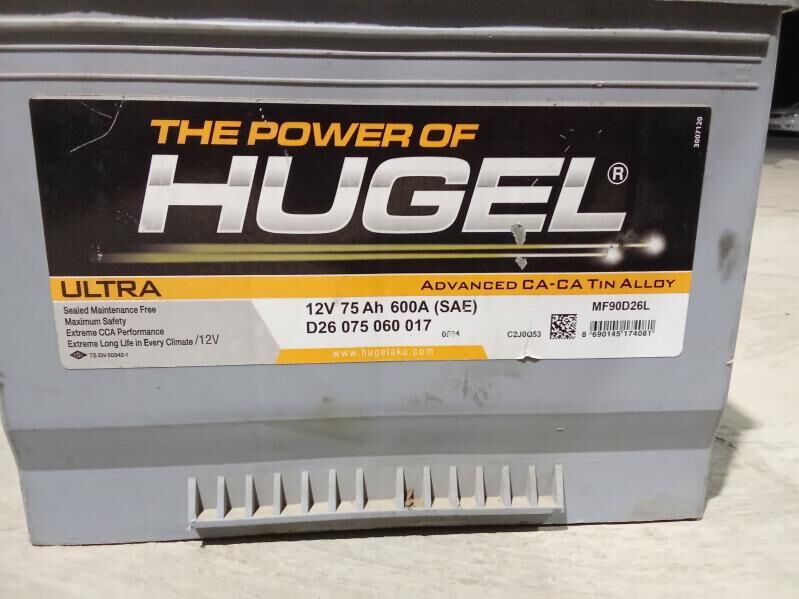 THE POWER OF
HUGEL®
3007120
ULTRA
ADVANCED CA-CA TIN ALLOY
Sealed Maintenance Free
Maximum Safety
Extreme CCA Performance
Extreme Long Life in Every Climate /12V
TS EN 50342-1
12V 75Ah 600A (SAE)
D26 075 060 017
C2J0Q53
MF90D26L
8 690145 174081
www.hugelaku.com